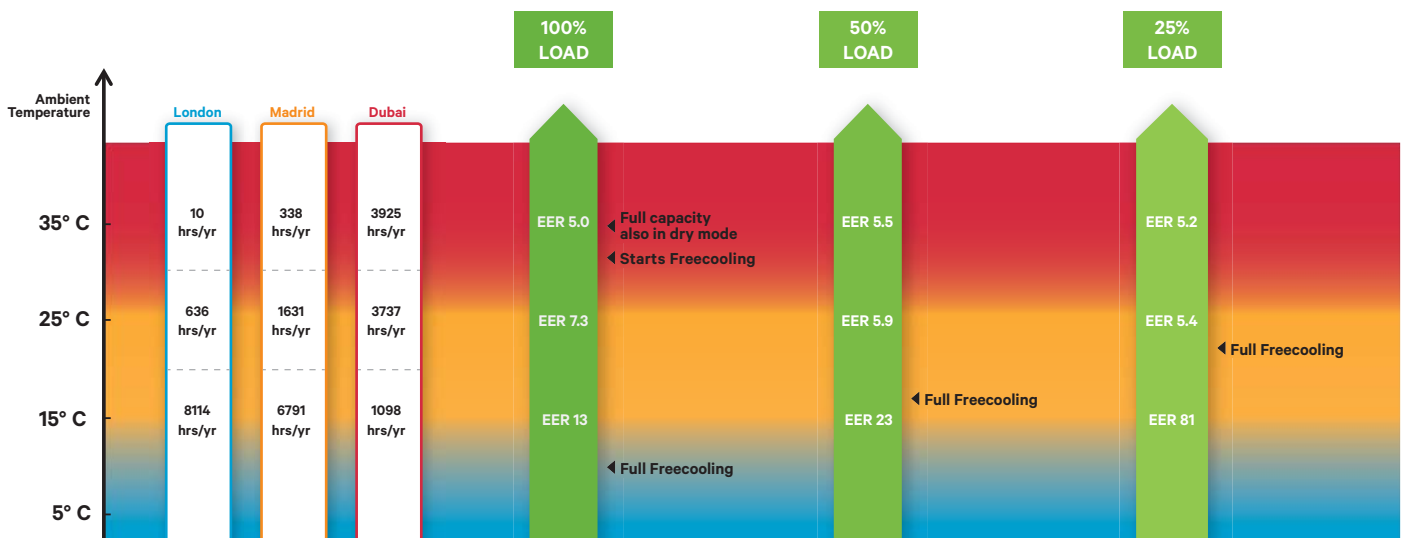 100%
LOAD
50%
LOAD
25%
LOAD
Ambient
Temperature
London
Madrid
Dubai
35° C
10
hrs/yr
338
hrs/yr
3925
hrs/yr
EER 5.0
Full capacity
also in dry mode
EER 5.5
EER 5.2
Starts Freecooling
25° C
636
hrs/yr
1631
hrs/yr
3737
hrs/yr
EER 7.3
EER 5.9
EER 5.4
Full Freecooling
Full Freecooling
15° C
8114
hrs/yr
6791
hrs/yr
1098
hrs/yr
EER 13
EER 23
EER 81
Full Freecooling
5° C